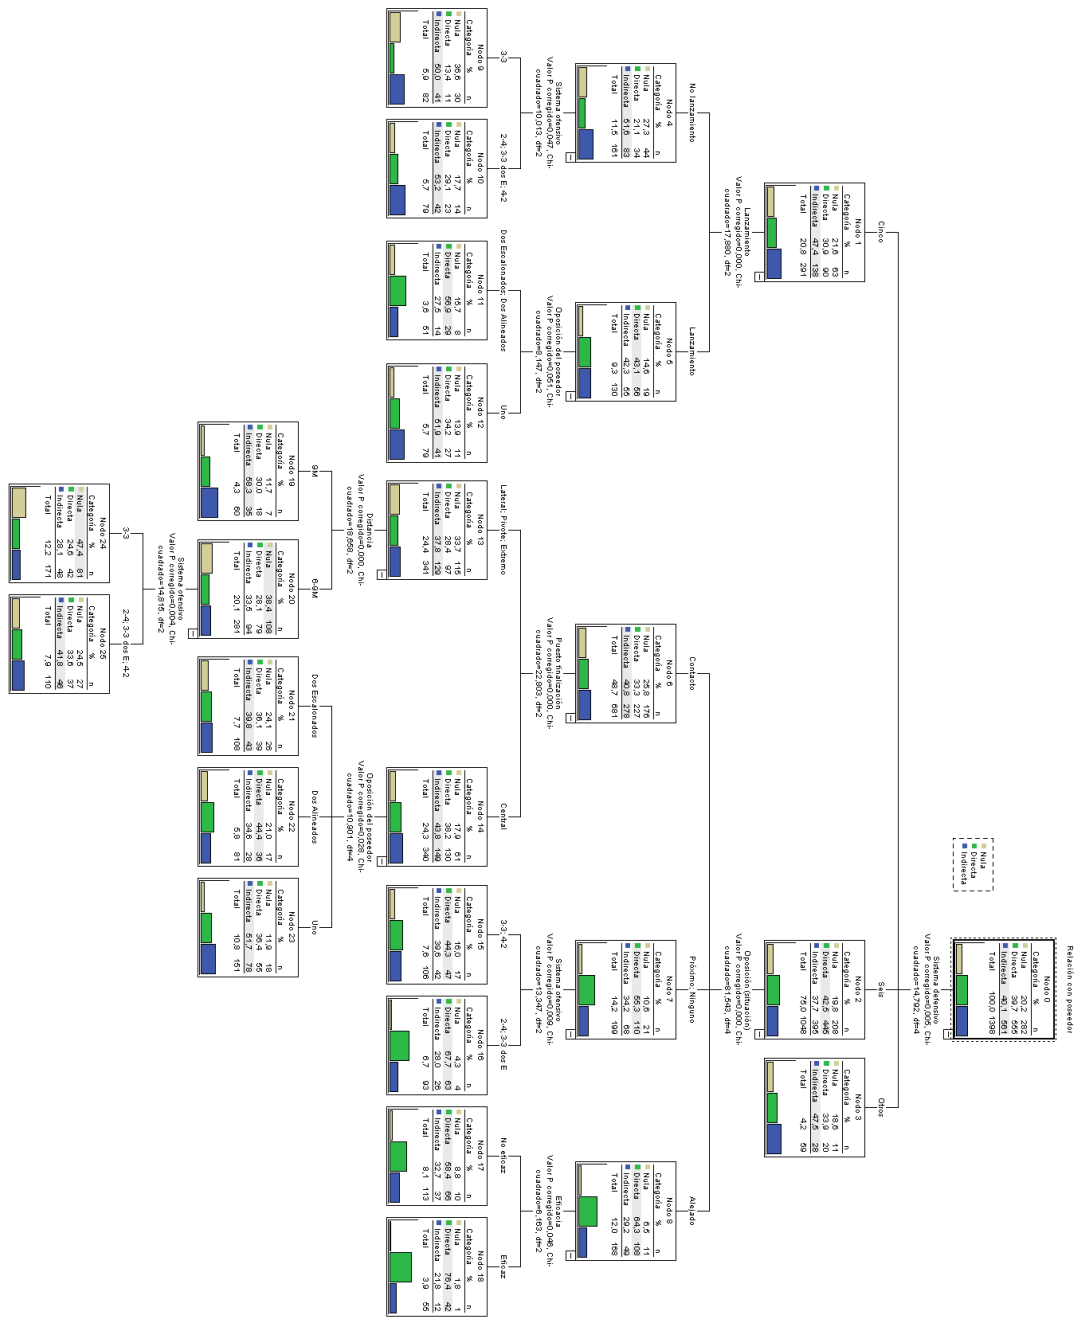 Relación con poseedor
Nodo 0
Categoría % n
Nula 20,2 282
Directa 39,7 555
Indirecta 40,1 561
Total 100,0 1398
Nula
Directa
Indirecta
Sistema defensivo
Valor P corregido=0,005, Chi-
cuadrado=14,792, df=4
Cinco
Nodo 1
Categoría % n
Nula 21,6 63
Directa 30,9 90
Indirecta 47,4 138
Total 20,8 291
Seis
Nodo 2
Categoría % n
Nula 19,8 208
Directa 42,5 445
Indirecta 37,7 395
Total 75,0 1048
Otros
Nodo 3
Categoría % n
Nula 18,6 11
Directa 33,9 20
Indirecta 47,5 28
Total 4,2 59
Lanzamiento
Valor P corregido=0,000, Chi-
cuadrado=17,880, df=2
Oposición (situación)
Valor P corregido=0,000, Chi-
cuadrado=81,543, df=4
No lanzamiento
Nodo 4
Categoría % n
Nula 27,3 44
Directa 21,1 34
Indirecta 51,6 83
Total 11,5 161
Lanzamiento
Nodo 5
Categoría % n
Nula 14,6 19
Directa 43,1 56
Indirecta 42,3 55
Total 9,3 130
Contacto
Nodo 6
Categoría % n
Nula 25,8 176
Directa 33,3 227
Indirecta 40,8 278
Total 48,7 681
Próximo; Ninguno
Nodo 7
Categoría % n
Nula 10,6 21
Directa 55,3 110
Indirecta 34,2 68
Total 14,2 199
Alejado
Nodo 8
Categoría % n
Nula 6,5 11
Directa 64,3 108
Indirecta 29,2 49
Total 12,0 168
Sistema ofensivo
Valor P corregido=0,047, Chi-
cuadrado=10,013, df=2
Oposición del poseedor
Valor P corregido=0,051, Chi-
cuadrado=8,147, df=2
Puesto finalización
Valor P corregido=0,000, Chi-
cuadrado=22,803, df=2
Sistema ofensivo
Valor P corregido=0,009, Chi-
cuadrado=13,347, df=2
Eficacia
Valor P corregido=0,046, Chi-
cuadrado=6,163, df=2
3-3
Nodo 9
Categoría % n
Nula 36,6 30
Directa 13,4 11
Indirecta 50,0 41
Total 5,9 82
2-4; 3-3 dos E; 4-2
Nodo 10
Categoría % n
Nula 17,7 14
Directa 29,1 23
Indirecta 53,2 42
Total 5,7 79
Dos Escalonados; Dos Alineados
Nodo 11
Categoría % n
Nula 15,7 8
Directa 56,9 29
Indirecta 27,5 14
Total 3,6 51
Uno
Nodo 12
Categoría % n
Nula 13,9 11
Directa 34,2 27
Indirecta 51,9 41
Total 5,7 79
Lateral; Pivote; Extremo
Nodo 13
Categoría % n
Nula 33,7 115
Directa 28,4 97
Indirecta 37,8 129
Total 24,4 341
Central
Nodo 14
Categoría % n
Nula 17,9 61
Directa 38,2 130
Indirecta 43,8 149
Total 24,3 340
3-3; 4-2
Nodo 15
Categoría % n
Nula 16,0 17
Directa 44,3 47
Indirecta 39,6 42
Total 7,6 106
2-4; 3-3 dos E
Nodo 16
Categoría % n
Nula 4,3 4
Directa 67,7 63
Indirecta 28,0 26
Total 6,7 93
No eficaz
Nodo 17
Categoría % n
Nula 8,8 10
Directa 58,4 66
Indirecta 32,7 37
Total 8,1 113
Eficaz
Nodo 18
Categoría % n
Nula 1,8 1
Directa 76,4 42
Indirecta 21,8 12
Total 3,9 55
Distancia
Valor P corregido=0,000, Chi-
cuadrado=18,658, df=2
Oposición del poseedor
Valor P corregido=0,028, Chi-
cuadrado=10,901, df=4
9M
Nodo 19
Categoría % n
Nula 11,7 7
Directa 30,0 18
Indirecta 58,3 35
Total 4,3 60
6-9M
Nodo 20
Categoría % n
Nula 38,4 108
Directa 28,1 79
Indirecta 33,5 94
Total 20,1 281
Dos Escalonados
Nodo 21
Categoría % n
Nula 24,1 26
Directa 36,1 39
Indirecta 39,8 43
Total 7,7 108
Dos Alineados
Nodo 22
Categoría % n
Nula 21,0 17
Directa 44,4 36
Indirecta 34,6 28
Total 5,8 81
Uno
Nodo 23
Categoría % n
Nula 11,9 18
Directa 36,4 55
Indirecta 51,7 78
Total 10,8 151
Sistema ofensivo
Valor P corregido=0,004, Chi-
cuadrado=14,815, df=2
3-3
Nodo 24
Categoría % n
Nula 47,4 81
Directa 24,6 42
Indirecta 28,1 48
Total 12,2 171
2-4; 3-3 dos E; 4-2
Nodo 25
Categoría % n
Nula 24,5 27
Directa 33,6 37
Indirecta 41,8 46
Total 7,9 110